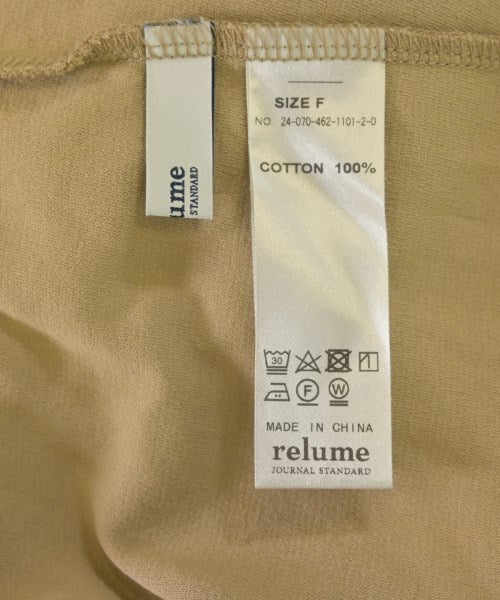 SIZE F
NO. 24-070-462-1101-2-0
COTTON 100%
30
F W
MADE IN CHINA
relume
JOURNAL STANDARD
ume
STANDARD